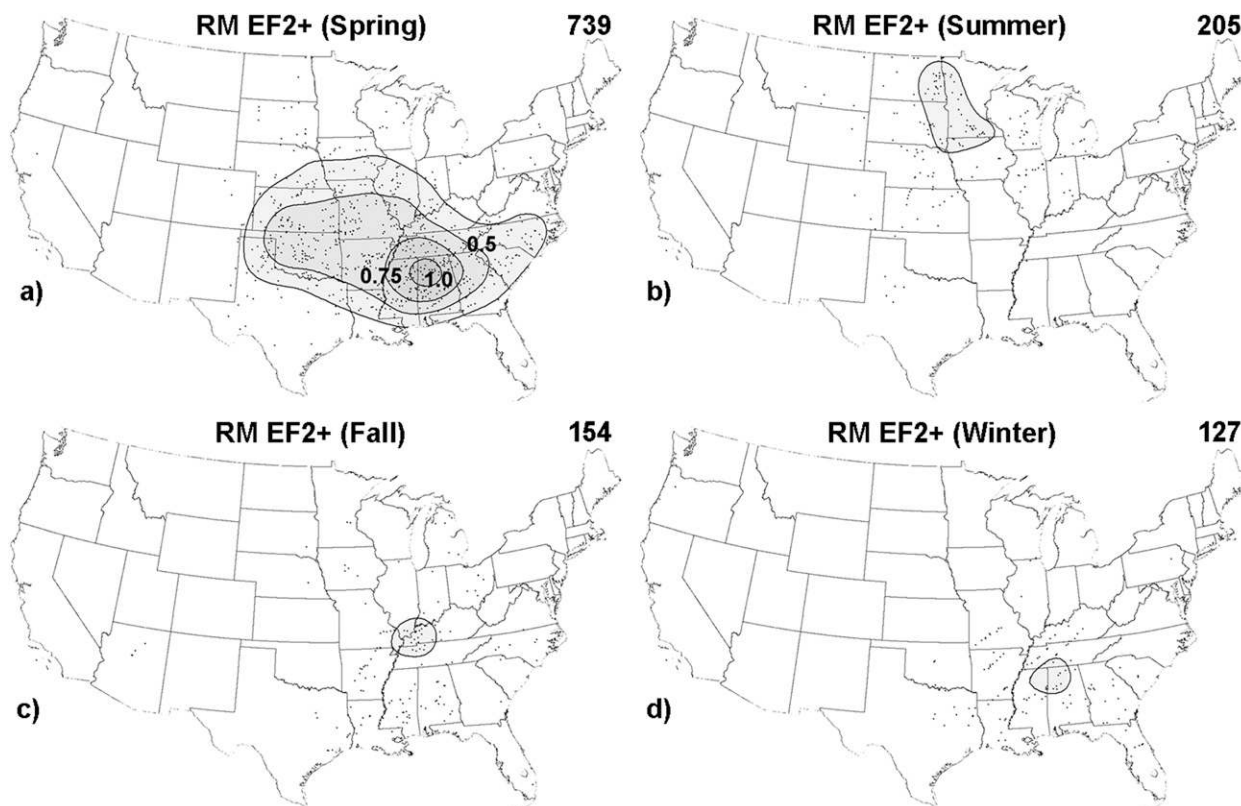 RM EF2+ (Spring) 739
0.5
0.75 1.0
a)
RM EF2+ (Summer) 205
b)
RM EF2+ (Fall) 154
c)
RM EF2+ (Winter) 127
d)